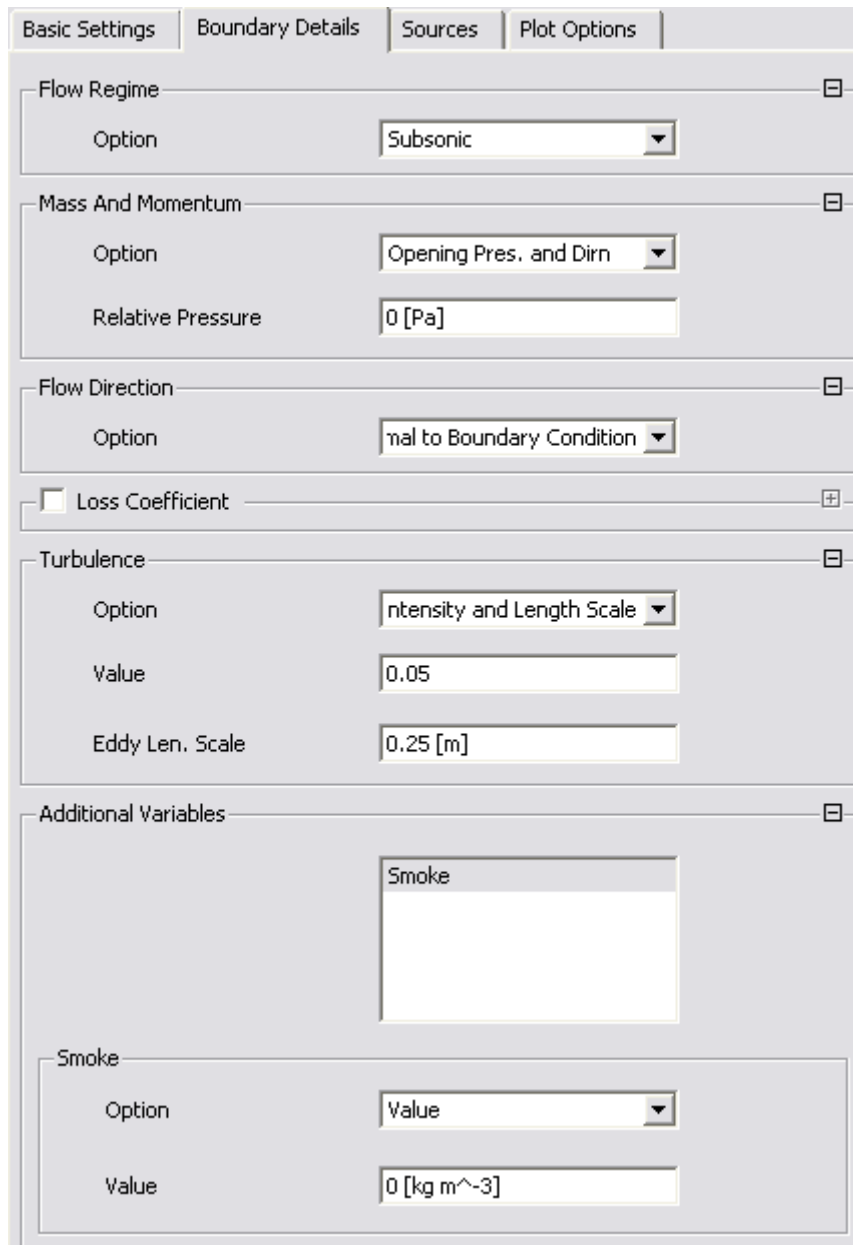 Basic Settings Boundary Details Sources Plot Options
Flow Regime
Option Subsonic
Mass And Momentum
Option Opening Pres. and Dirn
Relative Pressure 0 [Pa]
Flow Direction
Option mal to Boundary Condition
Loss Coefficient
Turbulence
Option ntensity and Length Scale
Value 0.05
Eddy Len. Scale 0.25 [m]
Additional Variables
Smoke
Smoke
Option Value
Value 0 [kg m^-3]